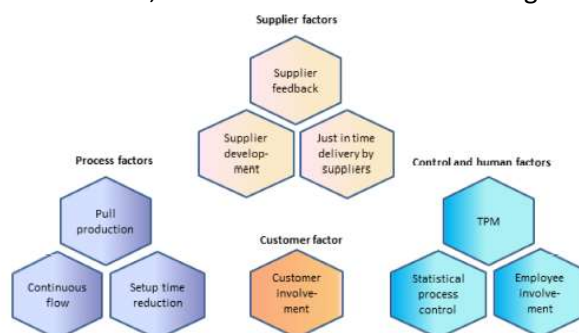 Supplier factors
Supplier
feedback
Supplier
develop-
ment
Just in time
delivery by
suppliers
Process factors
Pull
production
Continuous
flow
Setup time
reduction
Customer factor
Customer
involve-
ment
Control and human factors
TPM
Statistical
process
control
Employee
involve-
ment